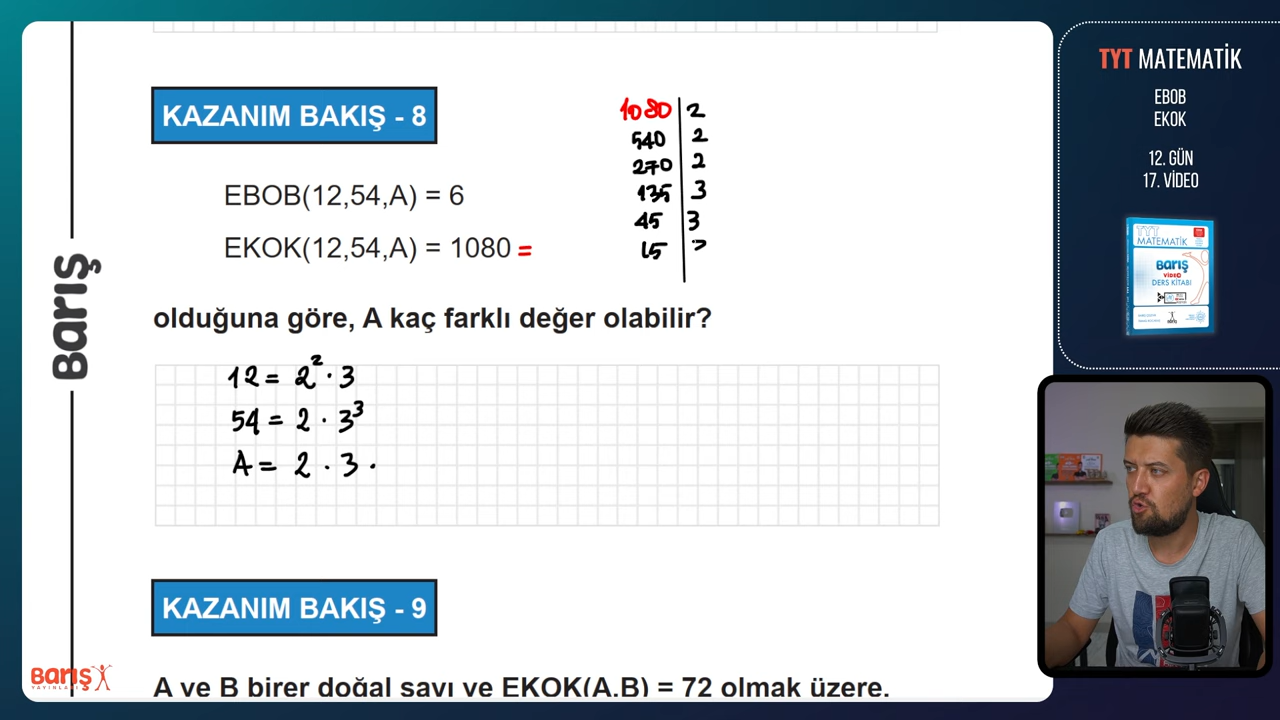 KAZANIM BAKIŞ - 8
EBOB(12,54,A) = 6
EKOK(12,54,A) = 1080 =
1080 2
540 2
270 2
135 3
45 3
15
olduğuna göre, A kaç farklı değer olabilir?
12 = 2² · 3
54 = 2 · 3³
A = 2 · 3 ·
KAZANIM BAKIŞ - 9
A ve B birer doğal sayı ve EKOK(A,B) = 72 olmak üzere,
Barış
Barış
YAYINLARI
TYT MATEMATİK
EBOB
EKOK
12. GÜN
17. VİDEO
TYT
MATEMATİK
Barış
VİDEO
DERS KİTABI